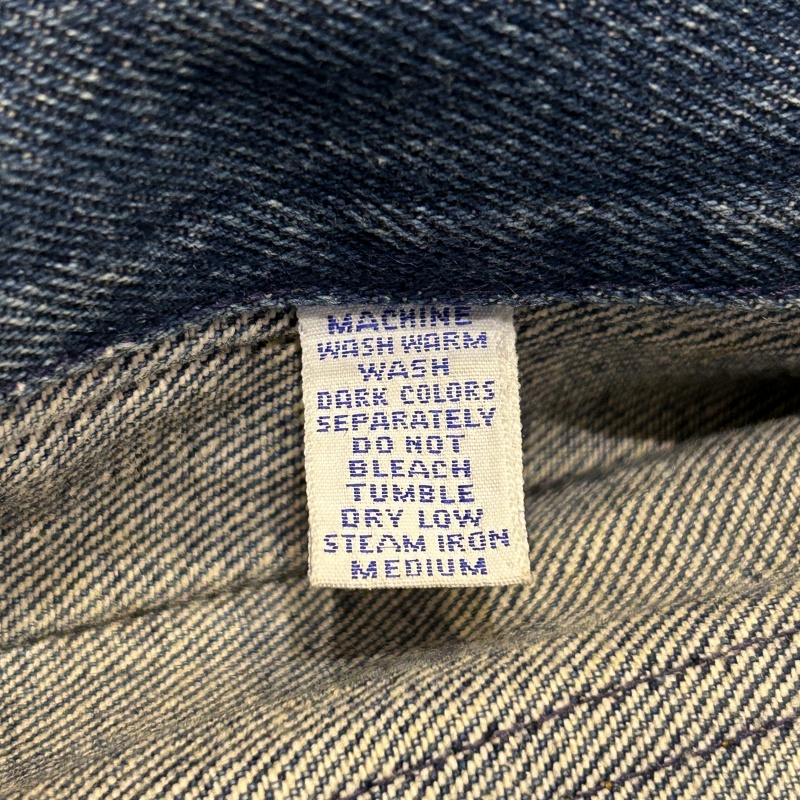 MACHINE
WASH WARM
WASH
DARK COLORS
SEPARATELY
DO NOT
BLEACH
TUMBLE
DRY LOW
STEAM IRON
MEDIUM